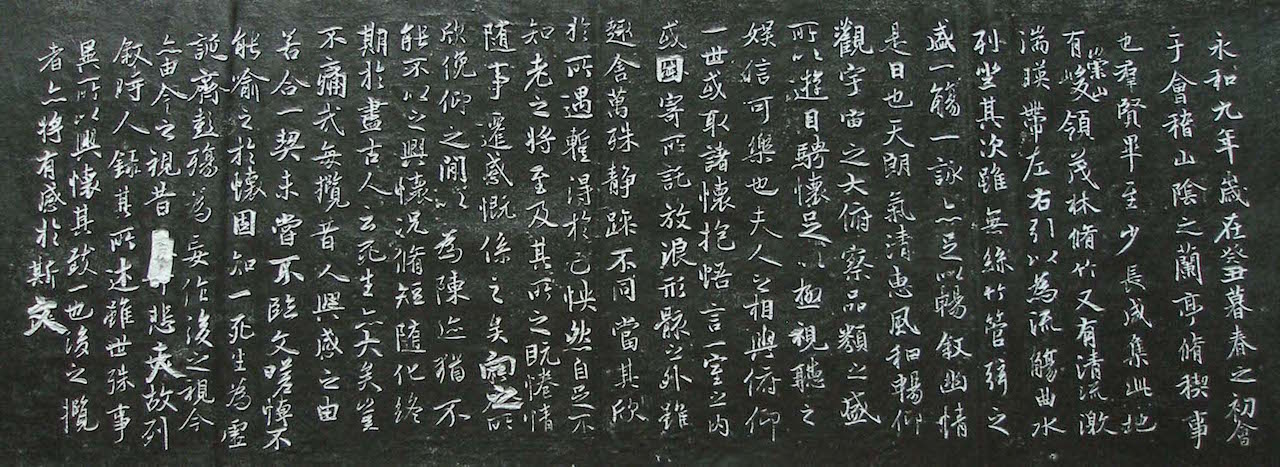 永和九年歲在癸丑暮春之初會
于會稽山陰之蘭亭脩稧事
也羣賢畢至少長咸集此地
有崇山峻領茂林脩竹又有清流激
湍暎帶左右引以為流觴曲水
列坐其次雖無絲竹管弦之
盛一觴一詠亦足以暢敘幽情
是日也天朗氣清惠風和暢仰
觀宇宙之大俯察品類之盛
所以遊目騁懷足以極視聽之
娛信可樂也夫人之相與俯仰
一世或取諸懷抱悟言一室之內
或因寄所託放浪形骸之外雖
趣舍萬殊靜躁不同當其欣
於所遇暫得於己怏然自足不
知老之將至及其所之既惓情
隨事遷感慨係之矣向之所
欣俛仰之閒以為陳迹猶不
能不以之興懷況脩短隨化終
期於盡古人云死生亦大矣豈
不痛哉每攬昔人興感之由
若合一契未嘗不臨文嗟悼不
能喻之於懷固知一死生為虛
誕齊彭殤為妄作後之視今
亦由今之視昔悲夫故列
敘時人錄其所述雖世殊事
異所以興懷其致一也後之攬
者亦將有感於斯文